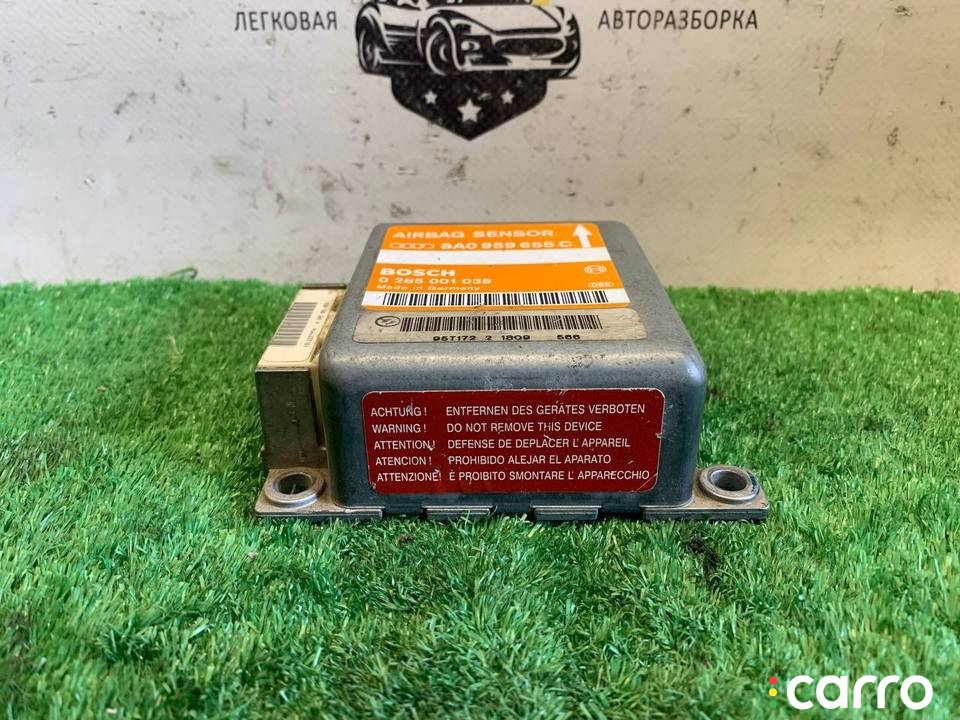 ЛЕГКОВАЯ АВТОРАЗБОРКА
AIRBAG SENSOR
8A0 959 655 C
BOSCH
0 285 001 038
Made in Germany
95T172 2 1809 566
ACHTUNG! ENTFERNEN DES GERÄTES VERBOTEN
WARNING! DO NOT REMOVE THIS DEVICE
ATTENTION! DEFENSE DE DEPLACER L'APPAREIL
ATENCION! PROHIBIDO ALEJAR EL APARATO
ATTENZIONE! È PROIBITO SMONTARE L'APPARECCHIO
carro